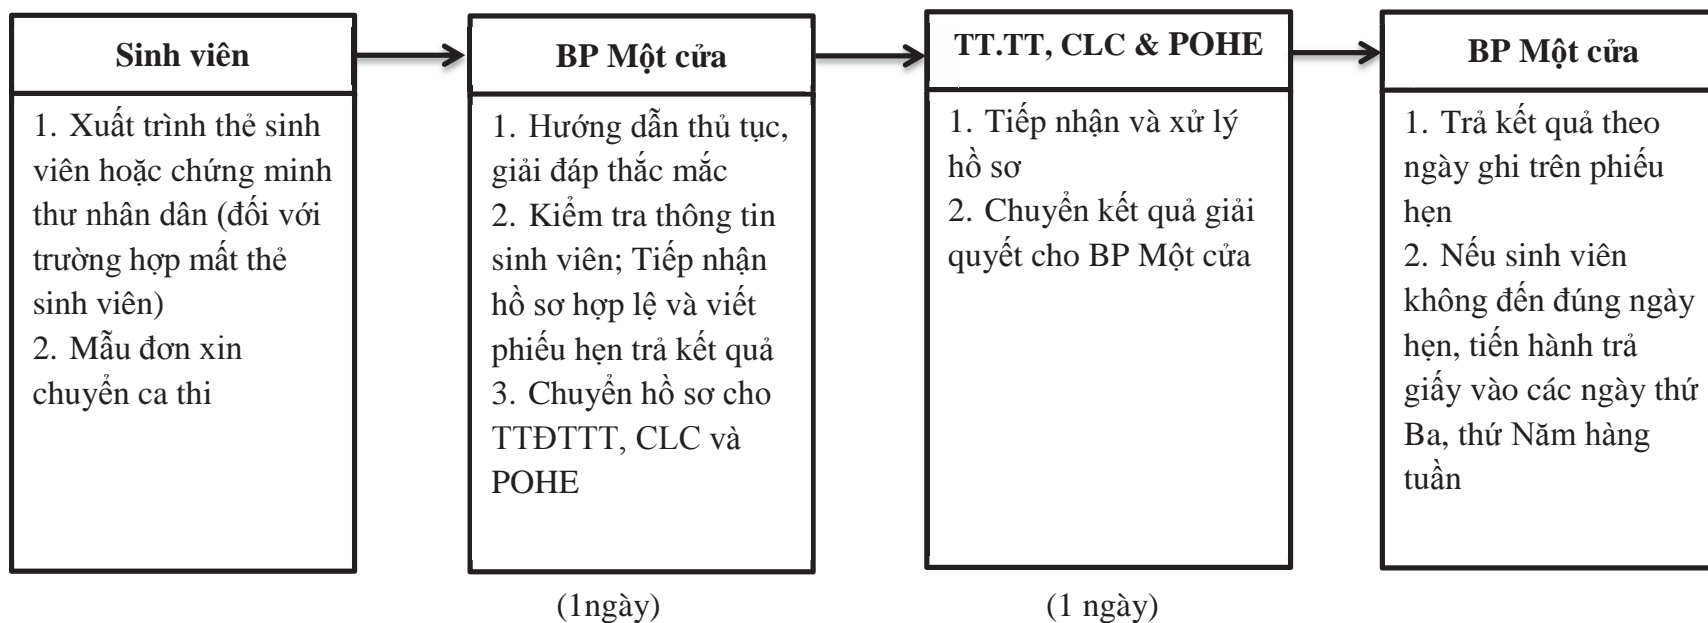 Sinh viên
1. Xuất trình thẻ sinh
viên hoặc chứng minh
thư nhân dân (đối với
trường hợp mất thẻ
sinh viên)
2. Mẫu đơn xin
chuyển ca thi
BP Một cửa
1. Hướng dẫn thủ tục,
giải đáp thắc mắc
2. Kiểm tra thông tin
sinh viên; Tiếp nhận
hồ sơ hợp lệ và viết
phiếu hẹn trả kết quả
3. Chuyển hồ sơ cho
TTĐTTT, CLC và
POHE
(1ngày)
TT.TT, CLC & POHE
1. Tiếp nhận và xử lý
hồ sơ
2. Chuyển kết quả giải
quyết cho BP Một cửa
(1 ngày)
BP Một cửa
1. Trả kết quả theo
ngày ghi trên phiếu
hẹn
2. Nếu sinh viên
không đến đúng ngày
hẹn, tiến hành trả
giấy vào các ngày thứ
Ba, thứ Năm hàng
tuần